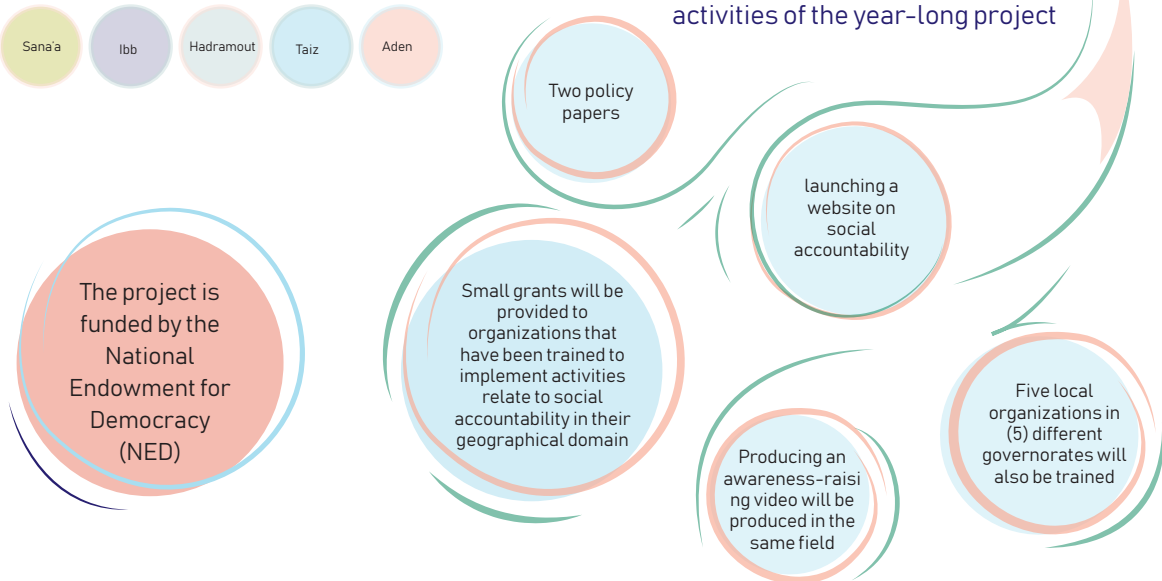 activities of the year-long project
Sana'a
Ibb
Hadramout
Taiz
Aden
Two policy
papers
launching a
website on
social
accountability
The project is
funded by the
National
Endowment for
Democracy
(NED)
Small grants will be
provided to
organizations that
have been trained to
implement activities
relate to social
accountability in their
geographical domain
Five local
organizations in
(5) different
governorates will
also be trained
Producing an
awareness-raisi
ng video will be
produced in the
same field